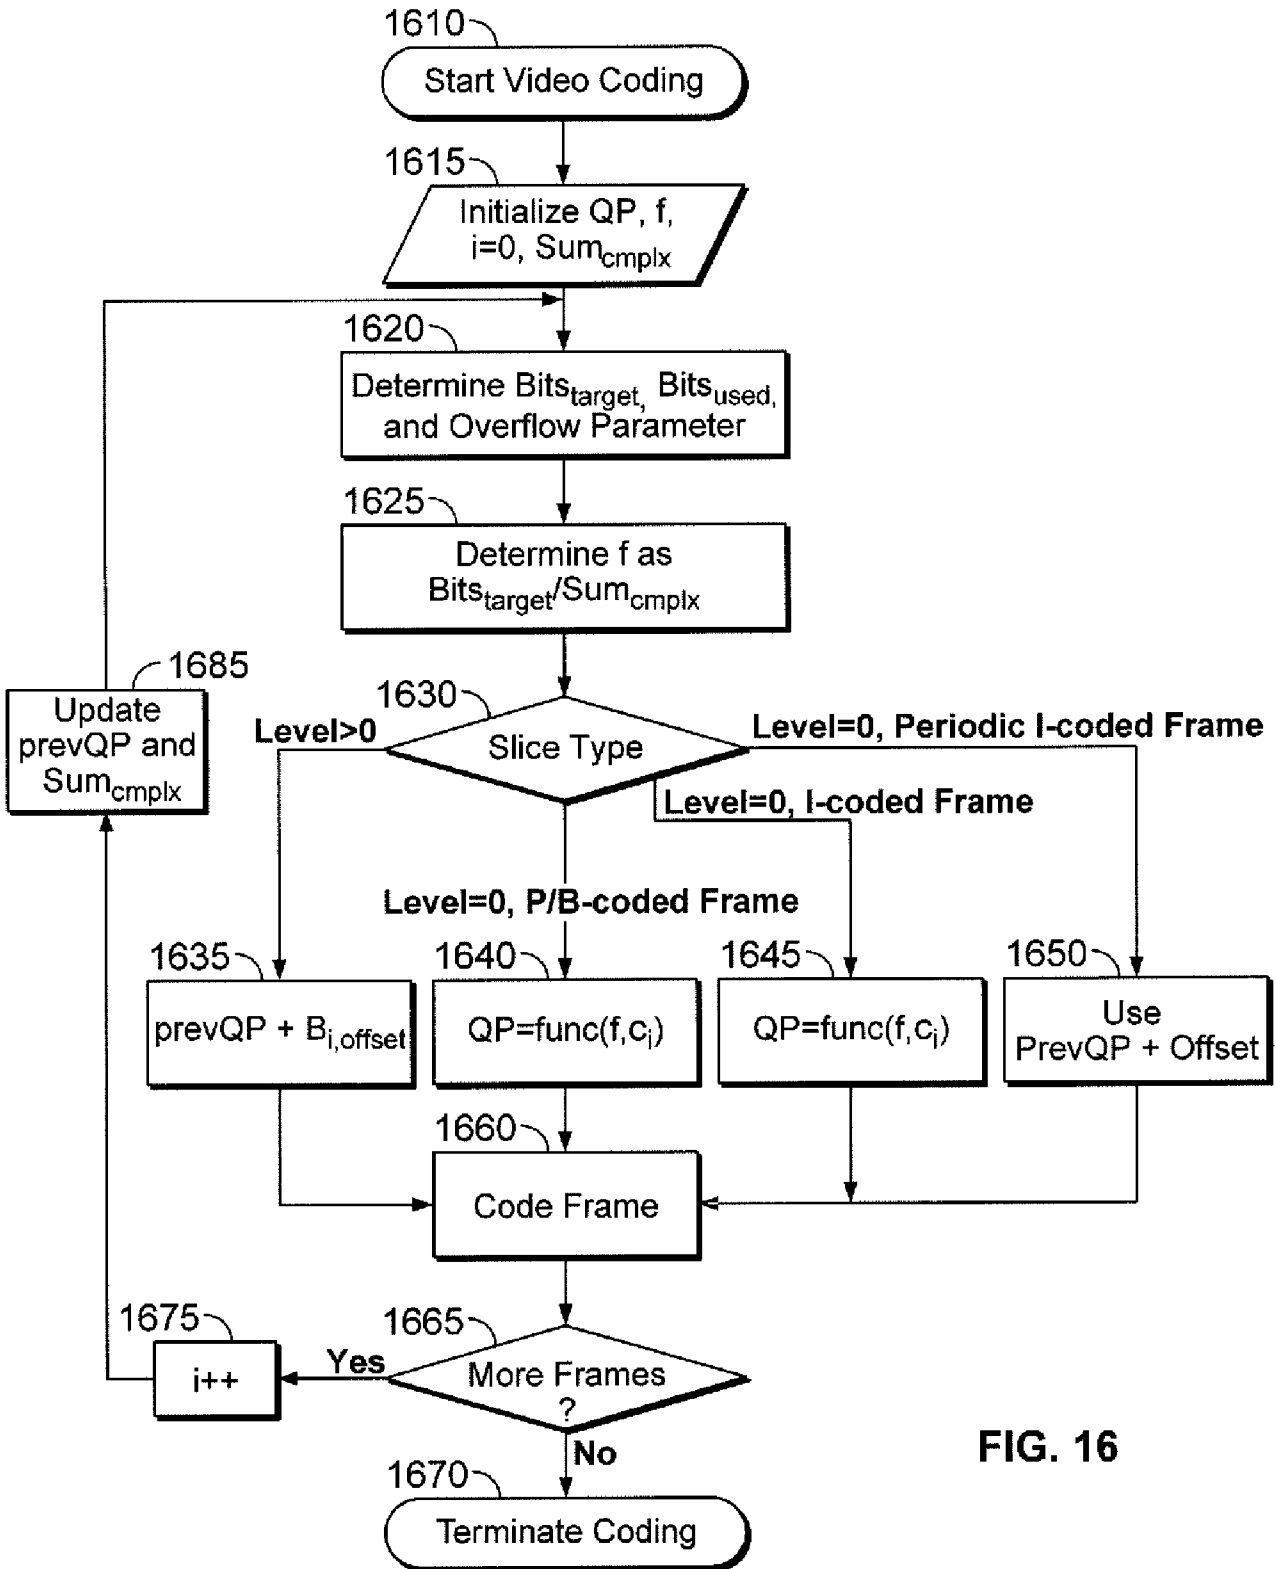 1610
Start Video Coding
1615
Initialize QP, f,
i=0, Sumcmplx
1620
Determine Bitstarget, Bitsused,
and Overflow Parameter
1625
Determine f as
Bitstarget/Sumcmplx
1685
Update
prevQP and
Sumcmplx
1630
Slice Type
Level>0
Level=0, Periodic I-coded Frame
Level=0, I-coded Frame
Level=0, P/B-coded Frame
1635
prevQP + Bi,offset
1640
QP=func(f,ci)
1645
QP=func(f,ci)
1650
Use
PrevQP + Offset
1660
Code Frame
1675
i++
Yes
1665
More Frames
?
No
1670
Terminate Coding
FIG. 16